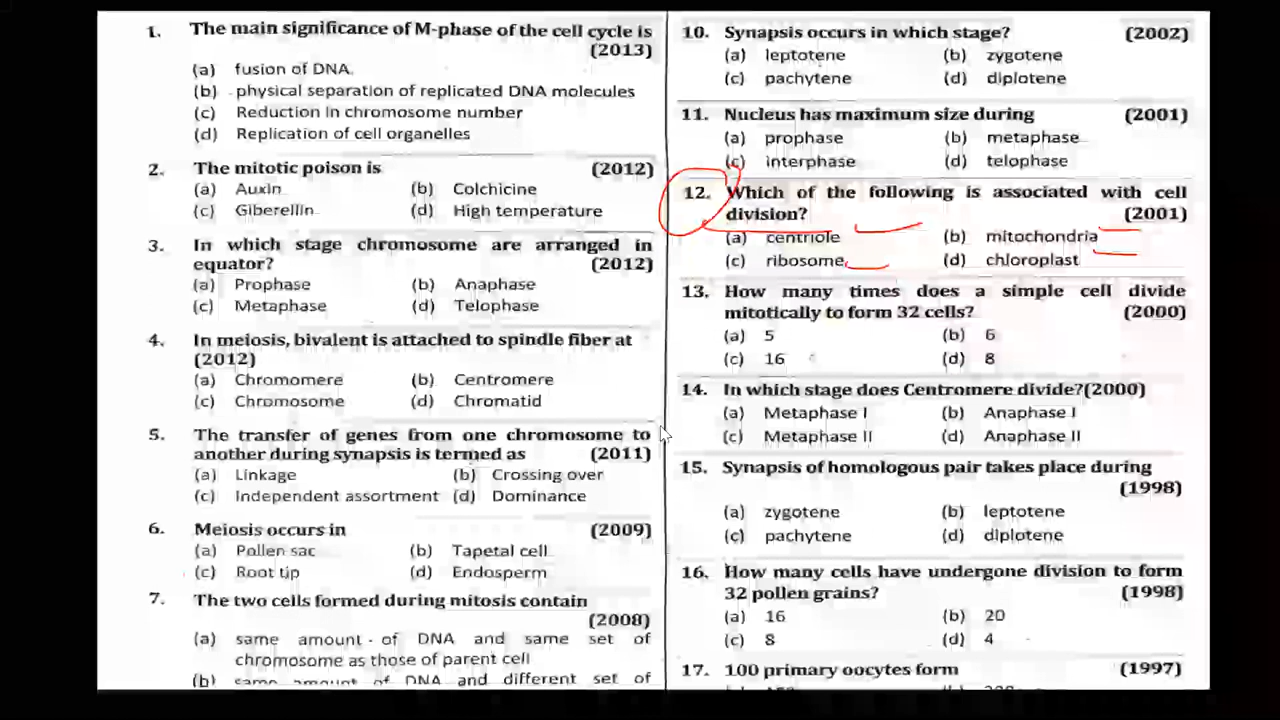 1. The main significance of M-phase of the cell cycle is
(2013)
(a) fusion of DNA
(b) physical separation of replicated DNA molecules
(c) Reduction in chromosome number
(d) Replication of cell organelles
2. The mitotic poison is (2012)
(a) Auxin (b) Colchicine
(c) Giberellin (d) High temperature
3. In which stage chromosome are arranged in
equator? (2012)
(a) Prophase (b) Anaphase
(c) Metaphase (d) Telophase
4. In meiosis, bivalent is attached to spindle fiber at
(2012)
(a) Chromomere (b) Centromere
(c) Chromosome (d) Chromatid
5. The transfer of genes from one chromosome to
another during synapsis is termed as (2011)
(a) Linkage (b) Crossing over
(c) Independent assortment (d) Dominance
6. Meiosis occurs in (2009)
(a) Pollen sac (b) Tapetal cell
(c) Root tip (d) Endosperm
7. The two cells formed during mitosis contain
(2008)
(a) same amount of DNA and same set of
chromosome as those of parent cell
(b) same amount of DNA and different set of
10. Synapsis occurs in which stage? (2002)
(a) leptotene (b) zygotene
(c) pachytene (d) diplotene
11. Nucleus has maximum size during (2001)
(a) prophase (b) metaphase
(c) interphase (d) telophase
12. Which of the following is associated with cell
division? (2001)
(a) centriole (b) mitochondria
(c) ribosome (d) chloroplast
13. How many times does a simple cell divide
mitotically to form 32 cells? (2000)
(a) 5 (b) 6
(c) 16 (d) 8
14. In which stage does Centromere divide?(2000)
(a) Metaphase I (b) Anaphase I
(c) Metaphase II (d) Anaphase II
15. Synapsis of homologous pair takes place during
(1998)
(a) zygotene (b) leptotene
(c) pachytene (d) diplotene
16. How many cells have undergone division to form
32 pollen grains? (1998)
(a) 16 (b) 20
(c) 8 (d) 4
17. 100 primary oocytes form (1997)